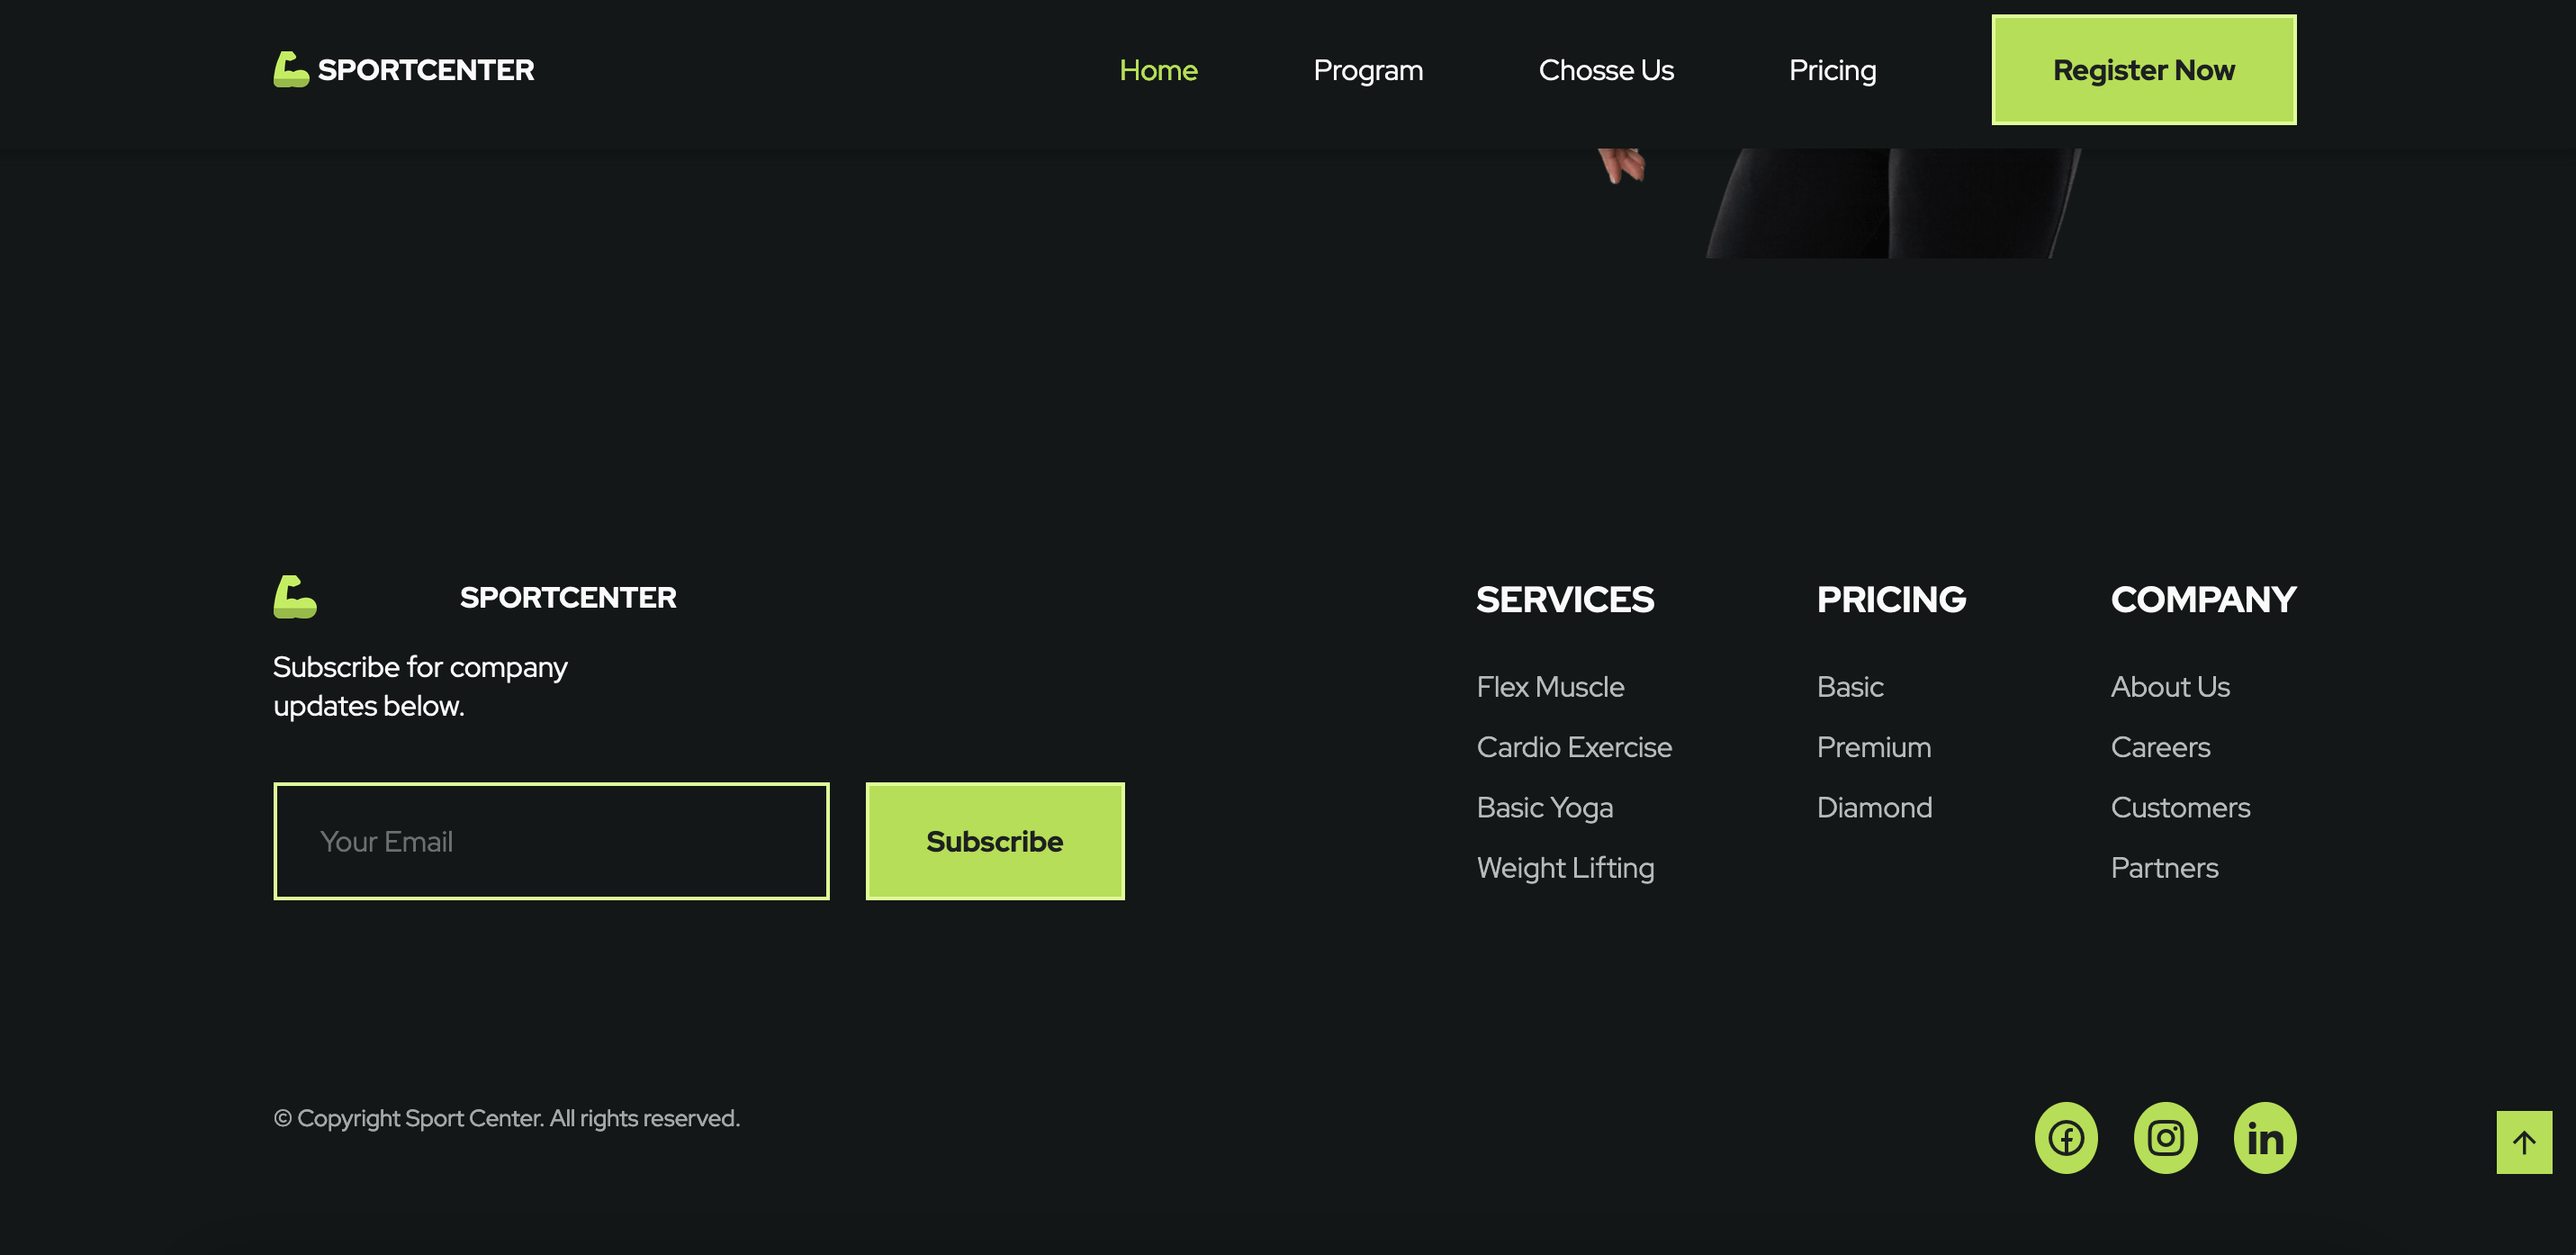 SPORTCENTER
Home
Program
Chosse Us
Pricing
Register Now
SPORTCENTER
Subscribe for company
updates below.
Your Email
Subscribe
SERVICES
Flex Muscle
Cardio Exercise
Basic Yoga
Weight Lifting
PRICING
Basic
Premium
Diamond
COMPANY
About Us
Careers
Customers
Partners
© Copyright Sport Center. All rights reserved.